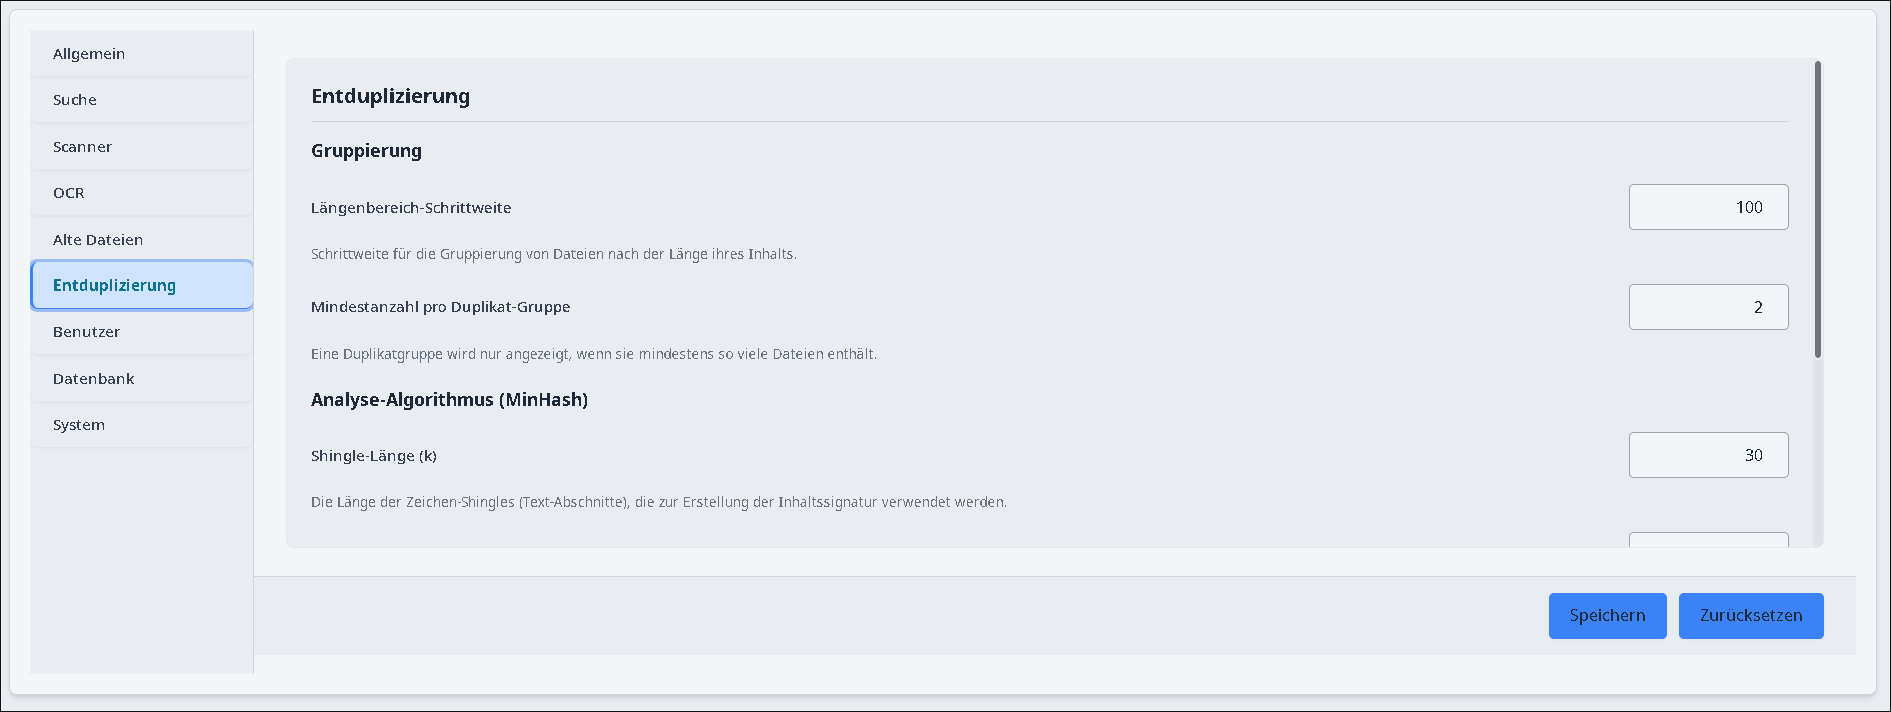 Allgemein
Suche
Scanner
OCR
Alte Dateien
Entduplizierung
Benutzer
Datenbank
System
Entduplizierung
Gruppierung
Längenbereich-Schrittweite
100
Schrittweite für die Gruppierung von Dateien nach der Länge ihres Inhalts.
Mindestanzahl pro Duplikat-Gruppe
2
Eine Duplikatgruppe wird nur angezeigt, wenn sie mindestens so viele Dateien enthält.
Analyse-Algorithmus (MinHash)
Shingle-Länge (k)
30
Die Länge der Zeichen-Shingles (Text-Abschnitte), die zur Erstellung der Inhaltssignatur verwendet werden.
Speichern
Zurücksetzen